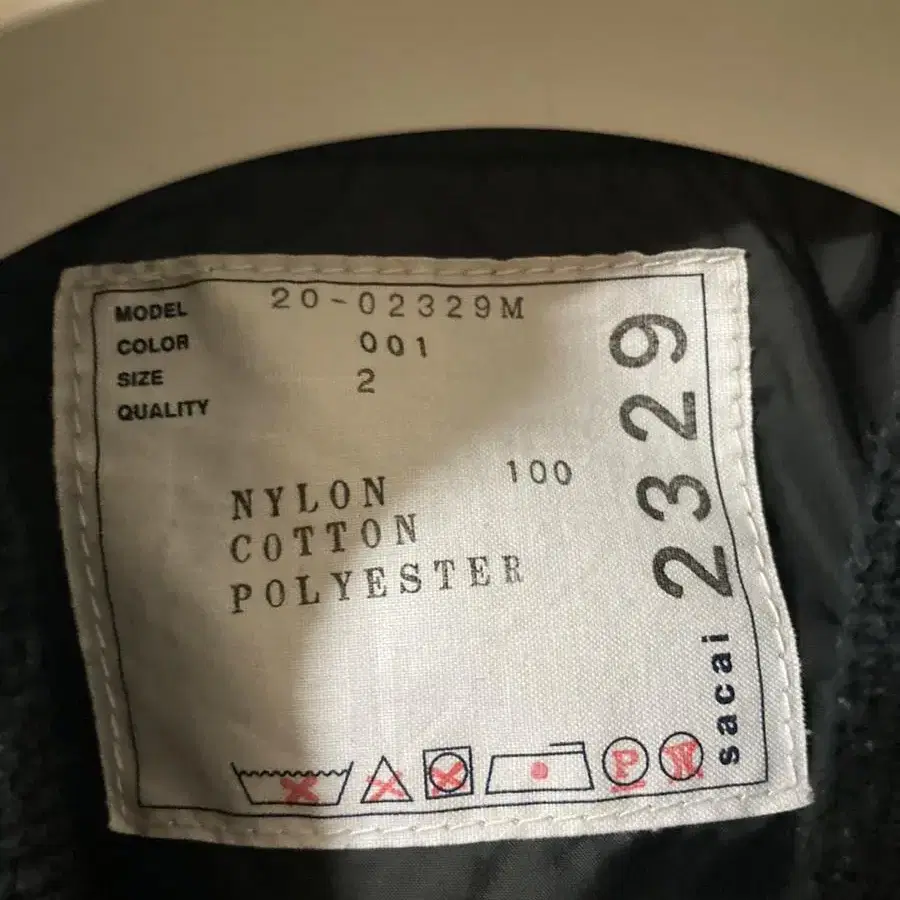 MODEL 20-02329M
COLOR 001
SIZE 2
QUALITY
NYLON 100
COTTON
POLYESTER
2329
sacai
P
W